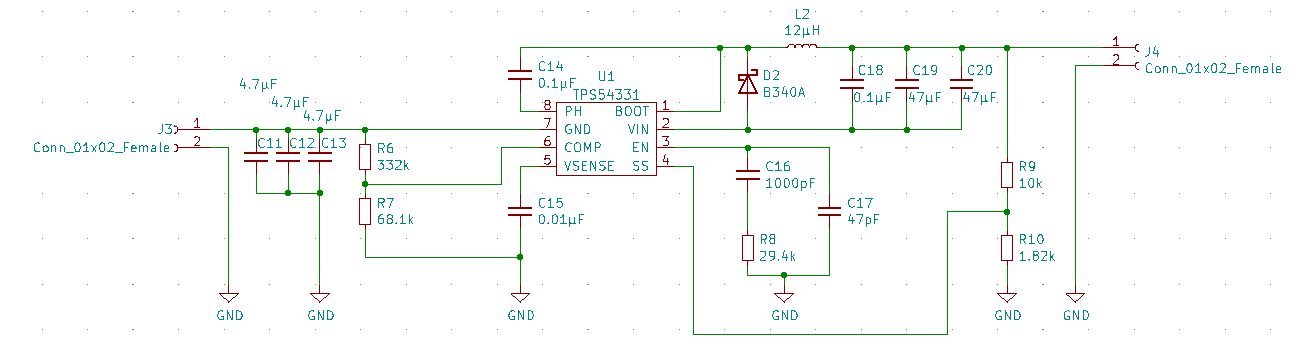 L2
12µH
1
J4
2
Conn_01x02_Female
C14
0.1µF
U1
TPS54331
D2
B340A
C18
0.1µF
C19
47µF
C20
47µF
4.7µF
4.7µF
4.7µF
8
PH
BOOT
1
J3
1
7
GND
VIN
2
Conn_01x02_Female
2
C11
C12
C13
R6
332k
6
COMP
EN
3
5
VSENSE
SS
4
C16
1000pF
R9
10k
R7
68.1k
C15
0.01µF
C17
47pF
R8
29.4k
R10
1.82k
GND
GND
GND
GND
GND
GND